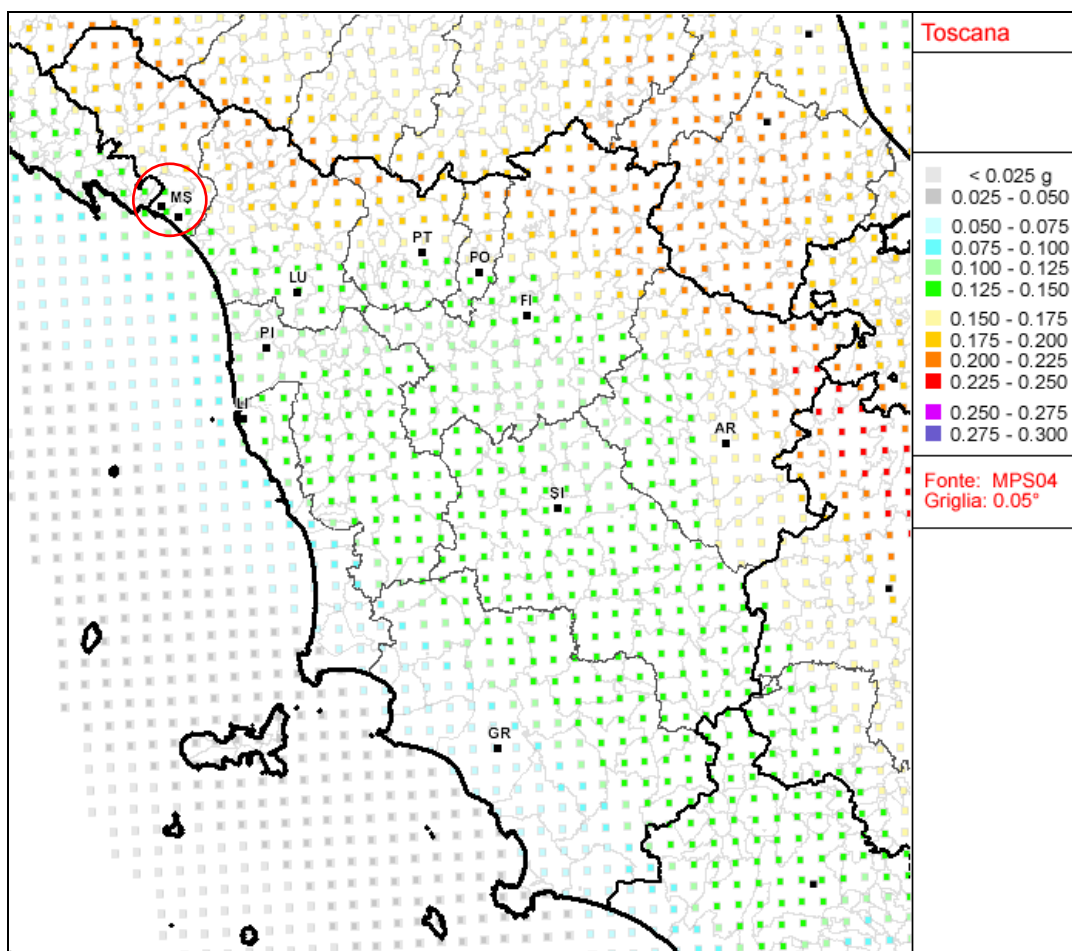 Toscana
< 0.025 g
0.025 - 0.050
0.050 - 0.075
0.075 - 0.100
0.100 - 0.125
0.125 - 0.150
0.150 - 0.175
0.175 - 0.200
0.200 - 0.225
0.225 - 0.250
0.250 - 0.275
0.275 - 0.300
Fonte: MPS04
Griglia: 0.05°
MS
PT
PO
LU
FI
PI
LI
AR
SI
GR